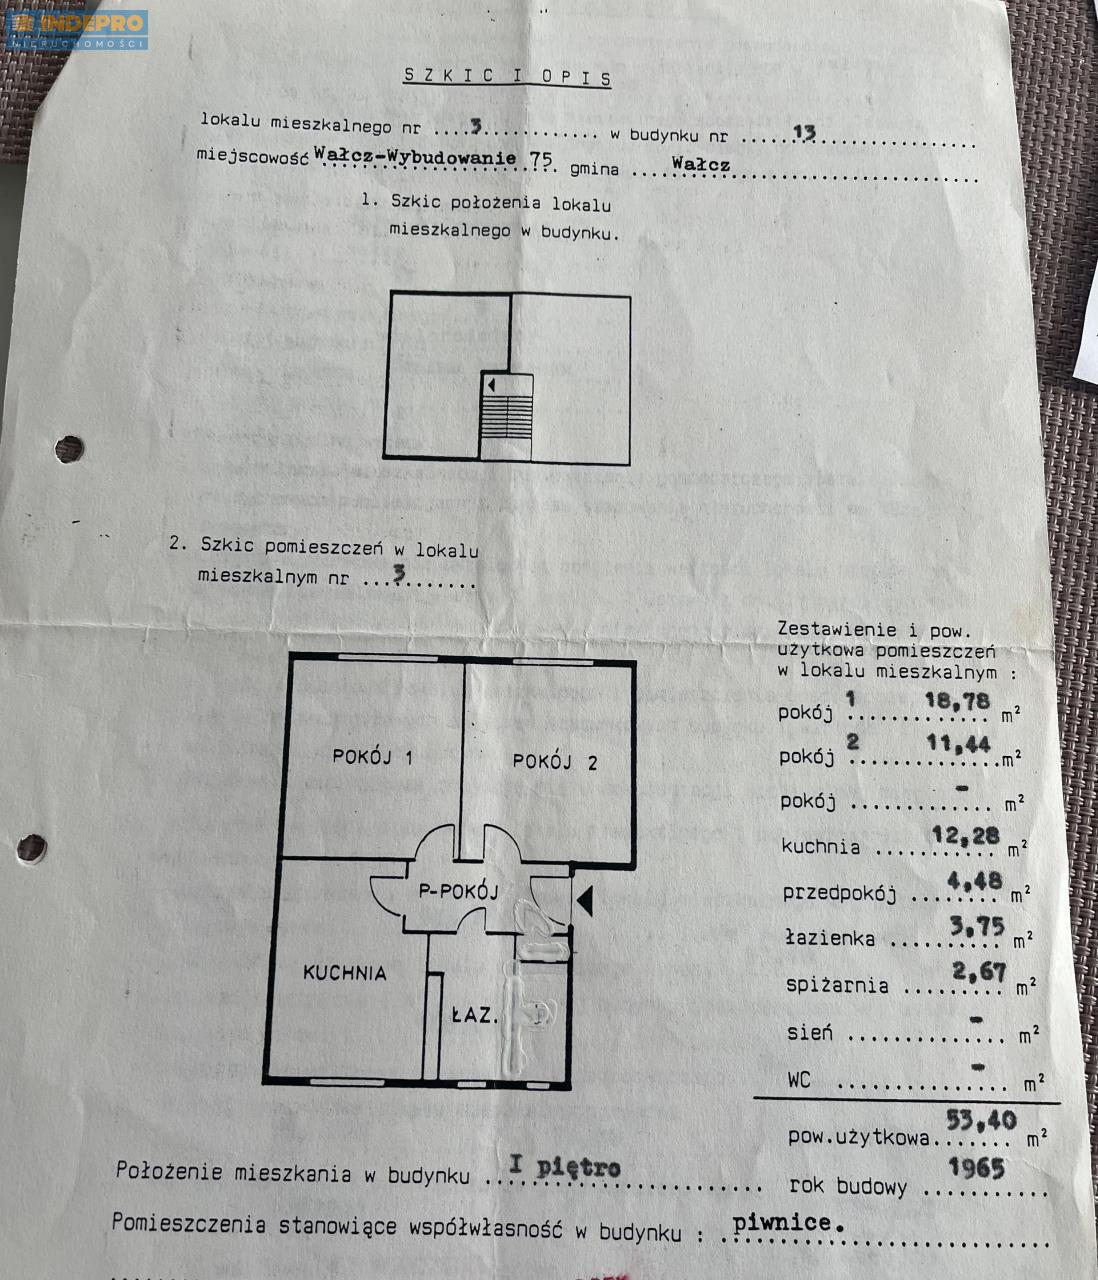 INDEPRO
NIERUCHOMOŚCI
SZKIC I OPIS
lokalu mieszkalnego nr ....3............ w budynku nr ......13.................
miejscowość Wałcz-Wybudowanie 75. gmina ....Wałcz...........................
1. Szkic położenia lokalu
mieszkalnego w budynku.
2. Szkic pomieszczeń w lokalu
mieszkalnym nr ...3.......
Zestawienie i pow.
użytkowa pomieszczeń
w lokalu mieszkalnym :
pokój 1 18,78 m²
pokój 2 11,44 m²
pokój ......-...... m²
kuchnia 12,28 m²
przedpokój 4,48 m²
łazienka 3,75 m²
spiżarnia 2,67 m²
sień - m²
WC - m²
pow.użytkowa 53,40 m²
rok budowy 1965
POKÓJ 1
POKÓJ 2
P-POKÓJ
KUCHNIA
ŁAZ.
Położenie mieszkania w budynku ..I piętro..............
Pomieszczenia stanowiące współwłasność w budynku : .piwnice.....................